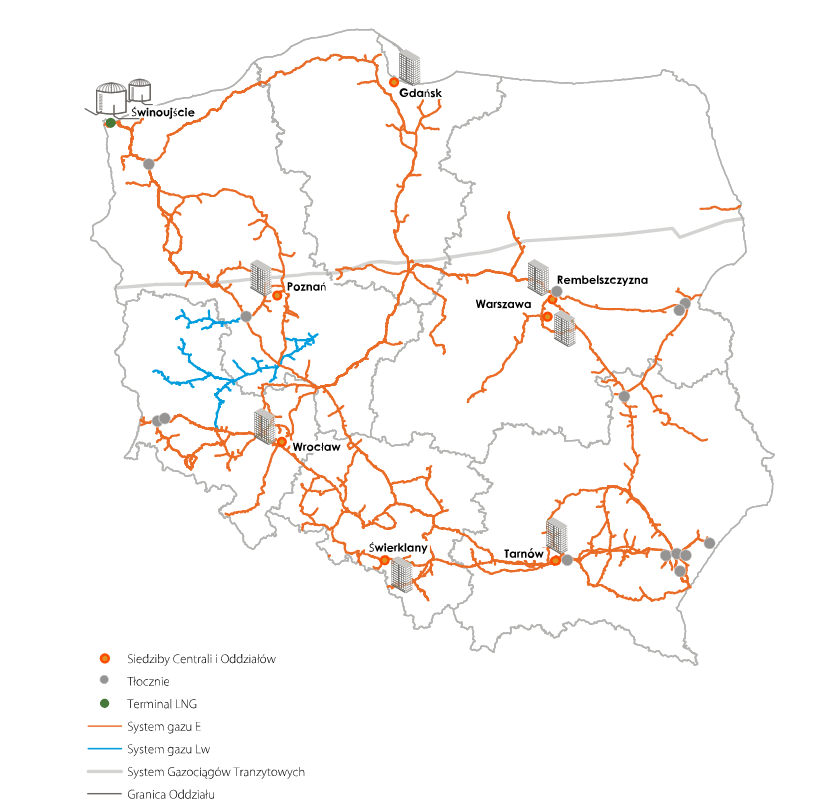 Gdańsk
Świnoujście
Rembelszczyzna
Poznań
Warszawa
Wrocław
Świerklany
Tarnów
Siedziby Centrali i Oddziałów
Tłocznie
Terminal LNG
System gazu E
System gazu Lw
System Gazociągów Tranzytowych
Granica Oddziału